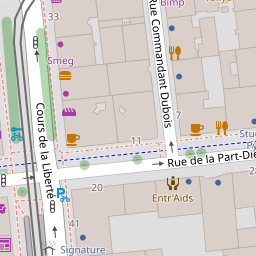 33
Bimp
Smeg
Rue Commandant Dubois
Cours de la Liberté
11
Rue de la Part-Die
20
Entr'Aids
41
Signature